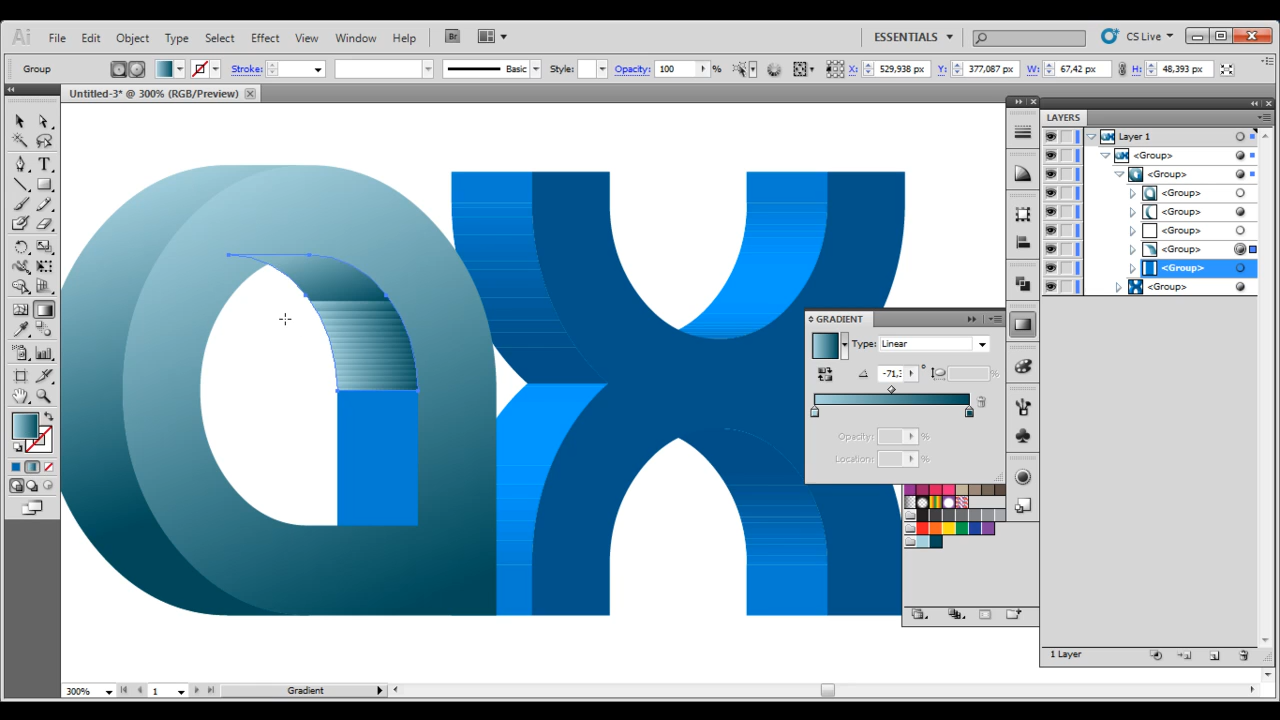 Ai File Edit Object Type Select Effect View Window Help Br ESSENTIALS CS Live
Group Stroke: Basic Style: Opacity: 100 % X: 529,938 px Y: 377,087 px W: 67,42 px H: 48,393 px
Untitled-3* @ 300% (RGB/Preview)
LAYERS
Layer 1
<Group>
<Group>
<Group>
<Group>
<Group>
<Group>
<Group>
<Group>
GRADIENT
Type: Linear
°
%
Opacity: %
Location: %
1 Layer
300% 1 Gradient